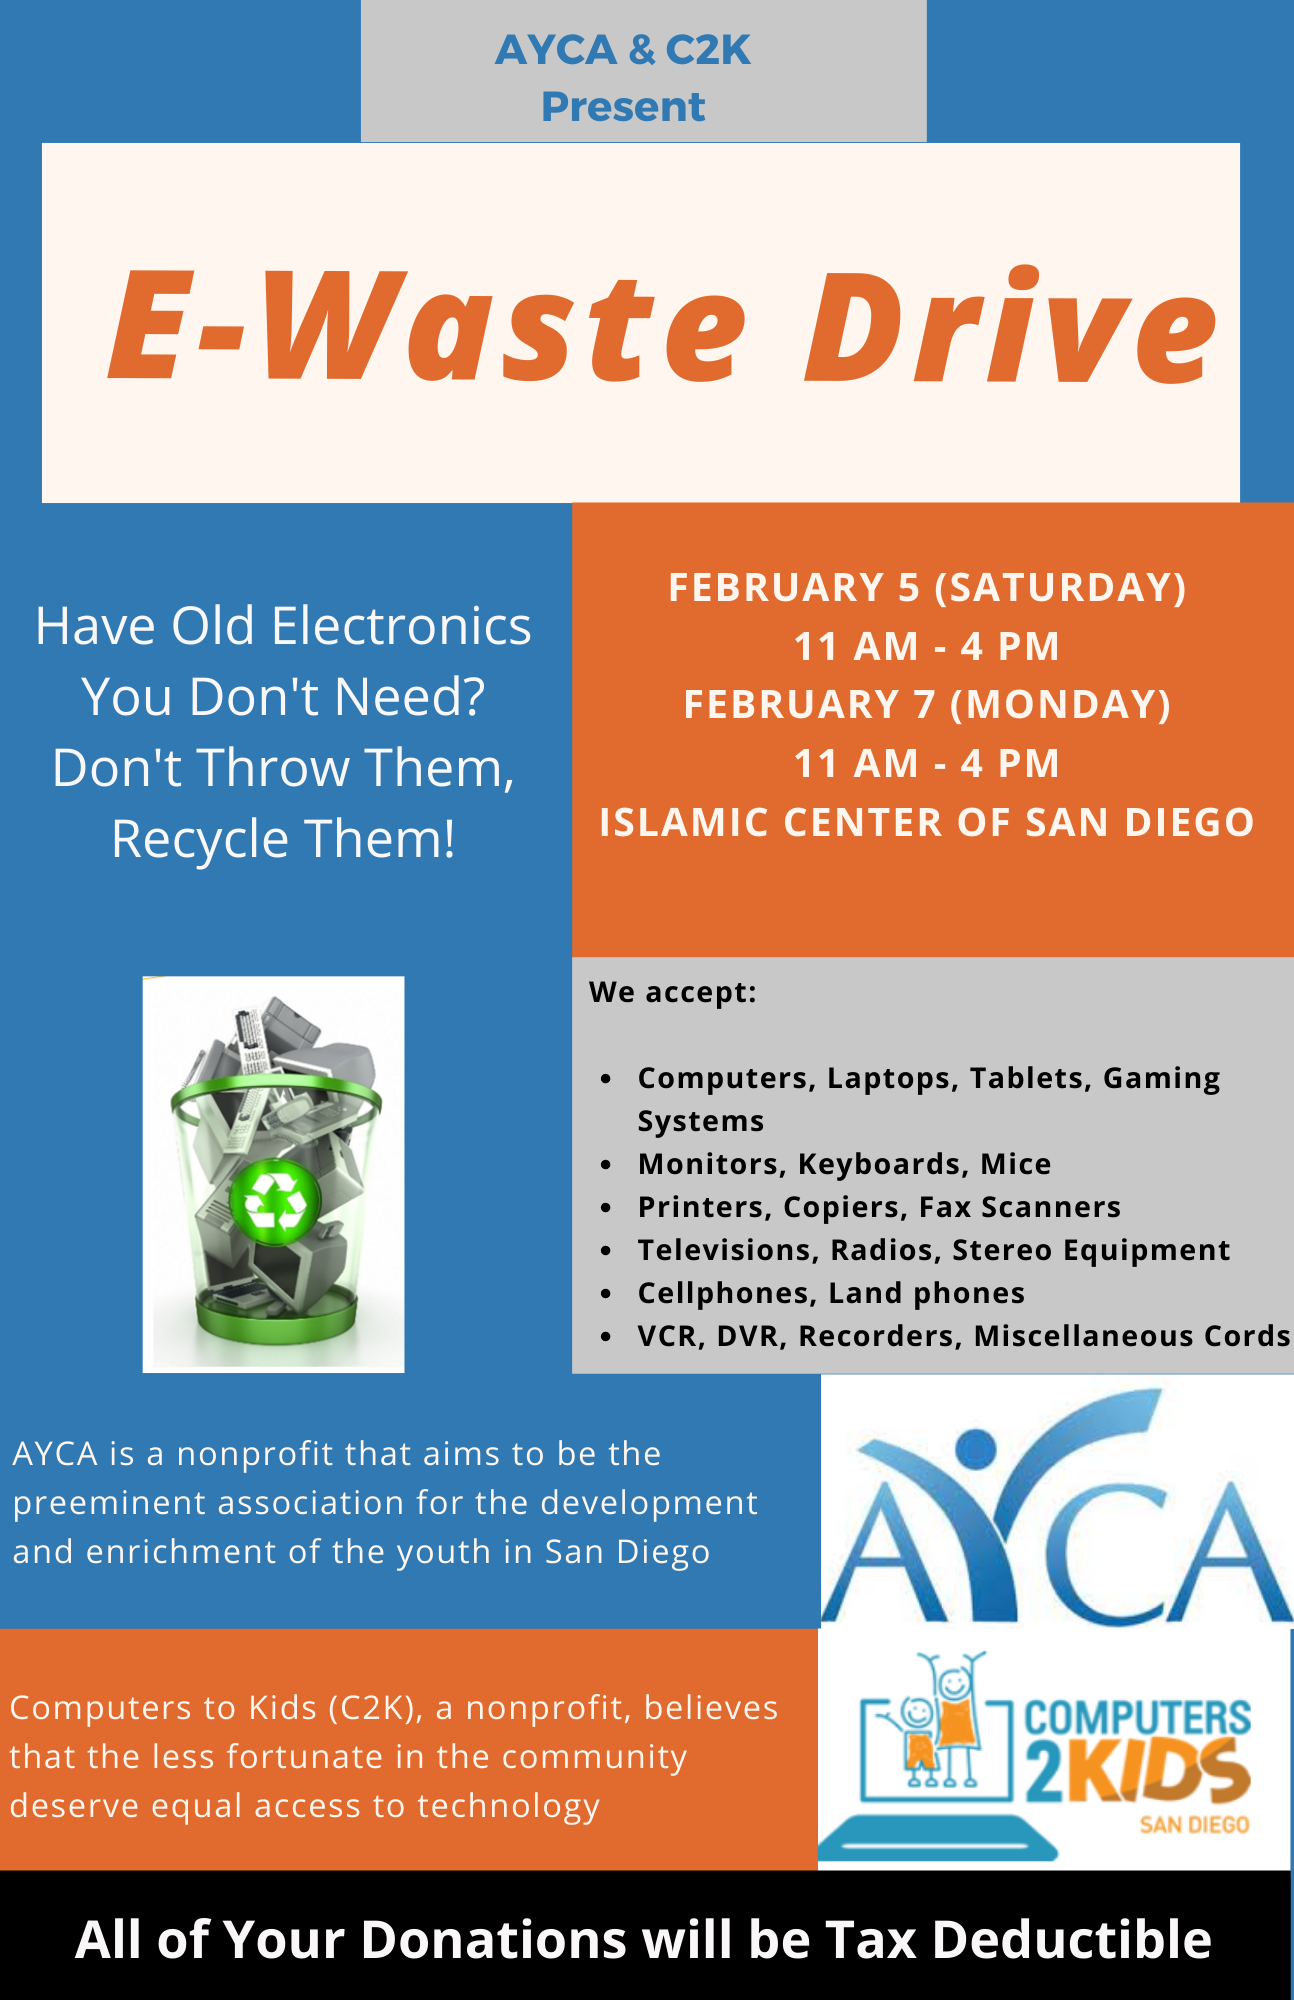 AYCA & C2K
Present
E-Waste Drive
Have Old Electronics
You Don't Need?
Don't Throw Them,
Recycle Them!
FEBRUARY 5 (SATURDAY)
11 AM - 4 PM
FEBRUARY 7 (MONDAY)
11 AM - 4 PM
ISLAMIC CENTER OF SAN DIEGO
We accept:
• Computers, Laptops, Tablets, Gaming
Systems
• Monitors, Keyboards, Mice
• Printers, Copiers, Fax Scanners
• Televisions, Radios, Stereo Equipment
• Cellphones, Land phones
• VCR, DVR, Recorders, Miscellaneous Cords
AYCA is a nonprofit that aims to be the
preeminent association for the development
and enrichment of the youth in San Diego
AYCA
Computers to Kids (C2K), a nonprofit, believes
that the less fortunate in the community
deserve equal access to technology
COMPUTERS
2KIDS
SAN DIEGO
All of Your Donations will be Tax Deductible